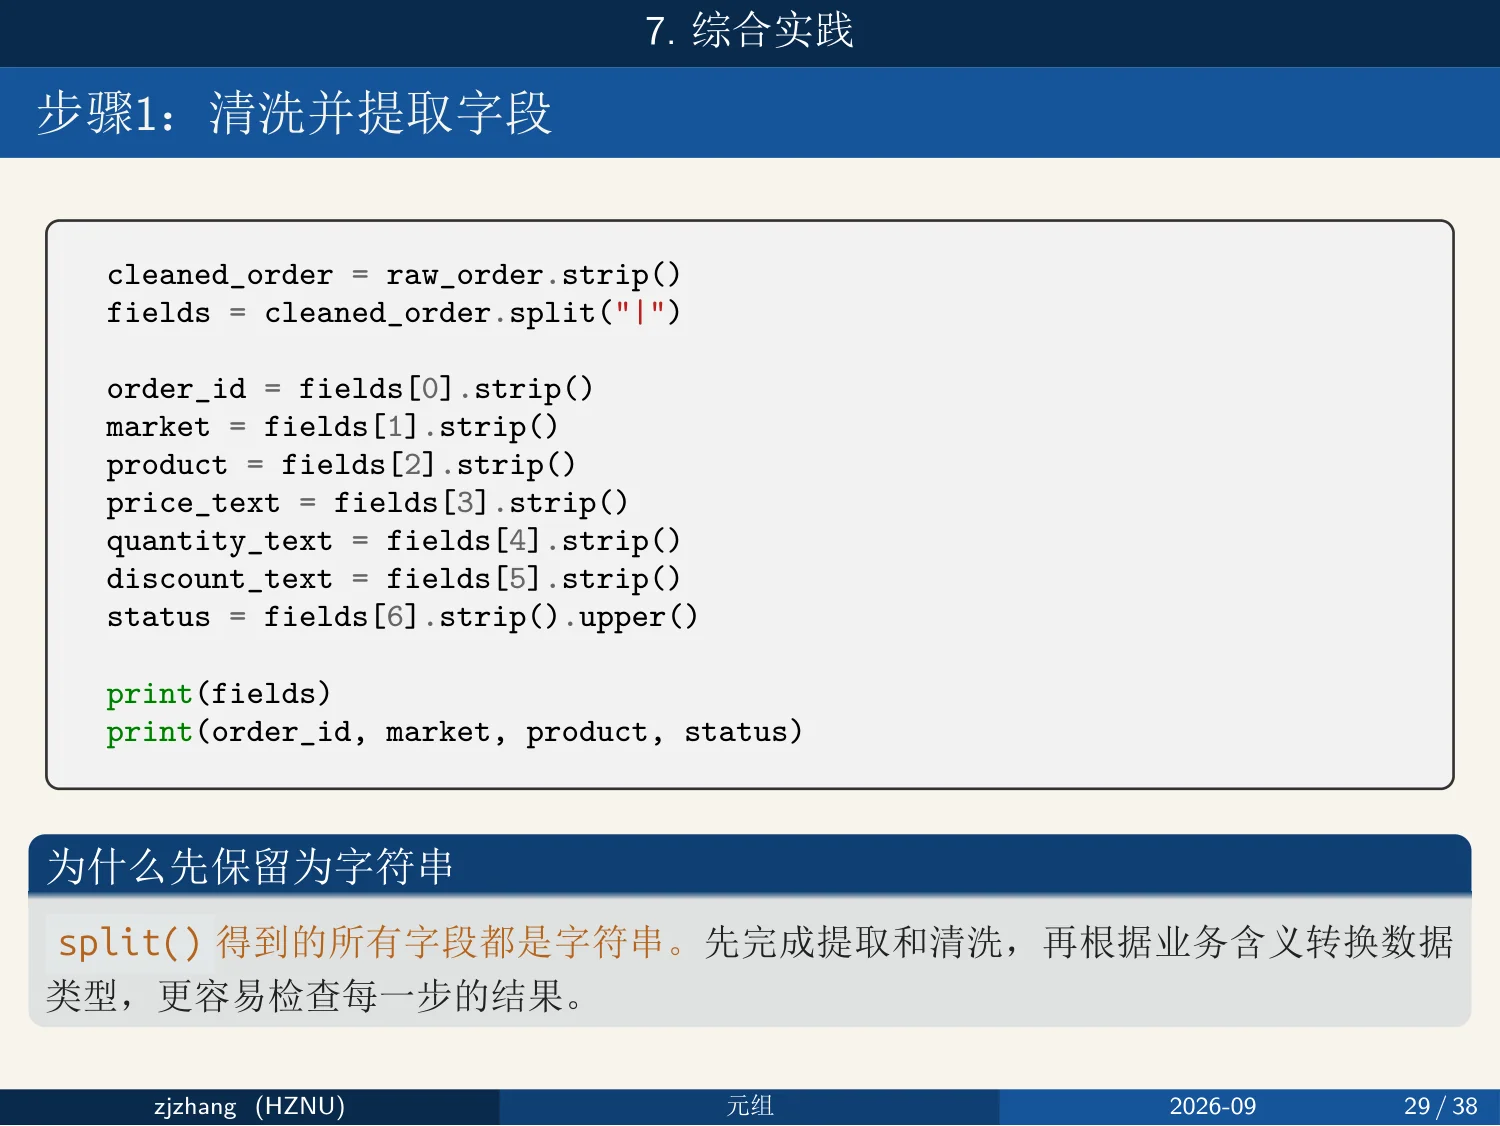 7. 综合实践
步骤1：清洗并提取字段
cleaned_order = raw_order.strip()
fields = cleaned_order.split("|")
order_id = fields[0].strip()
market = fields[1].strip()
product = fields[2].strip()
price_text = fields[3].strip()
quantity_text = fields[4].strip()
discount_text = fields[5].strip()
status = fields[6].strip().upper()
print(fields)
print(order_id, market, product, status)
为什么先保留为字符串
split() 得到的所有字段都是字符串。先完成提取和清洗，再根据业务含义转换数据
类型，更容易检查每一步的结果。
zjzhang (HZNU) 元组 2026-09 29 / 38